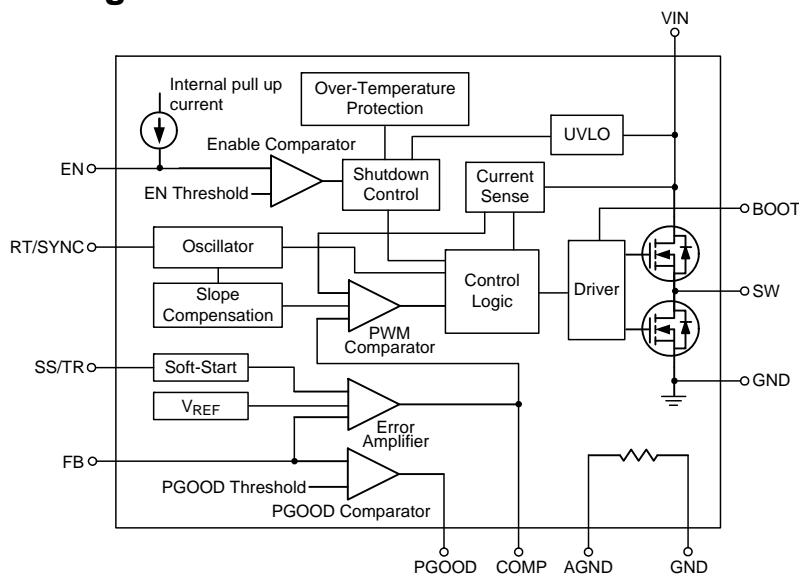 VIN
Internal pull up
current
Over-Temperature
Protection
Enable Comparator
UVLO
EN
EN Threshold
Shutdown
Control
Current
Sense
BOOT
RT/SYNC
Oscillator
Slope
Compensation
PWM
Comparator
Control
Logic
Driver
SW
SS/TR
Soft-Start
VREF
Error
Amplifier
GND
FB
PGOOD Threshold
PGOOD Comparator
PGOOD
COMP
AGND
GND